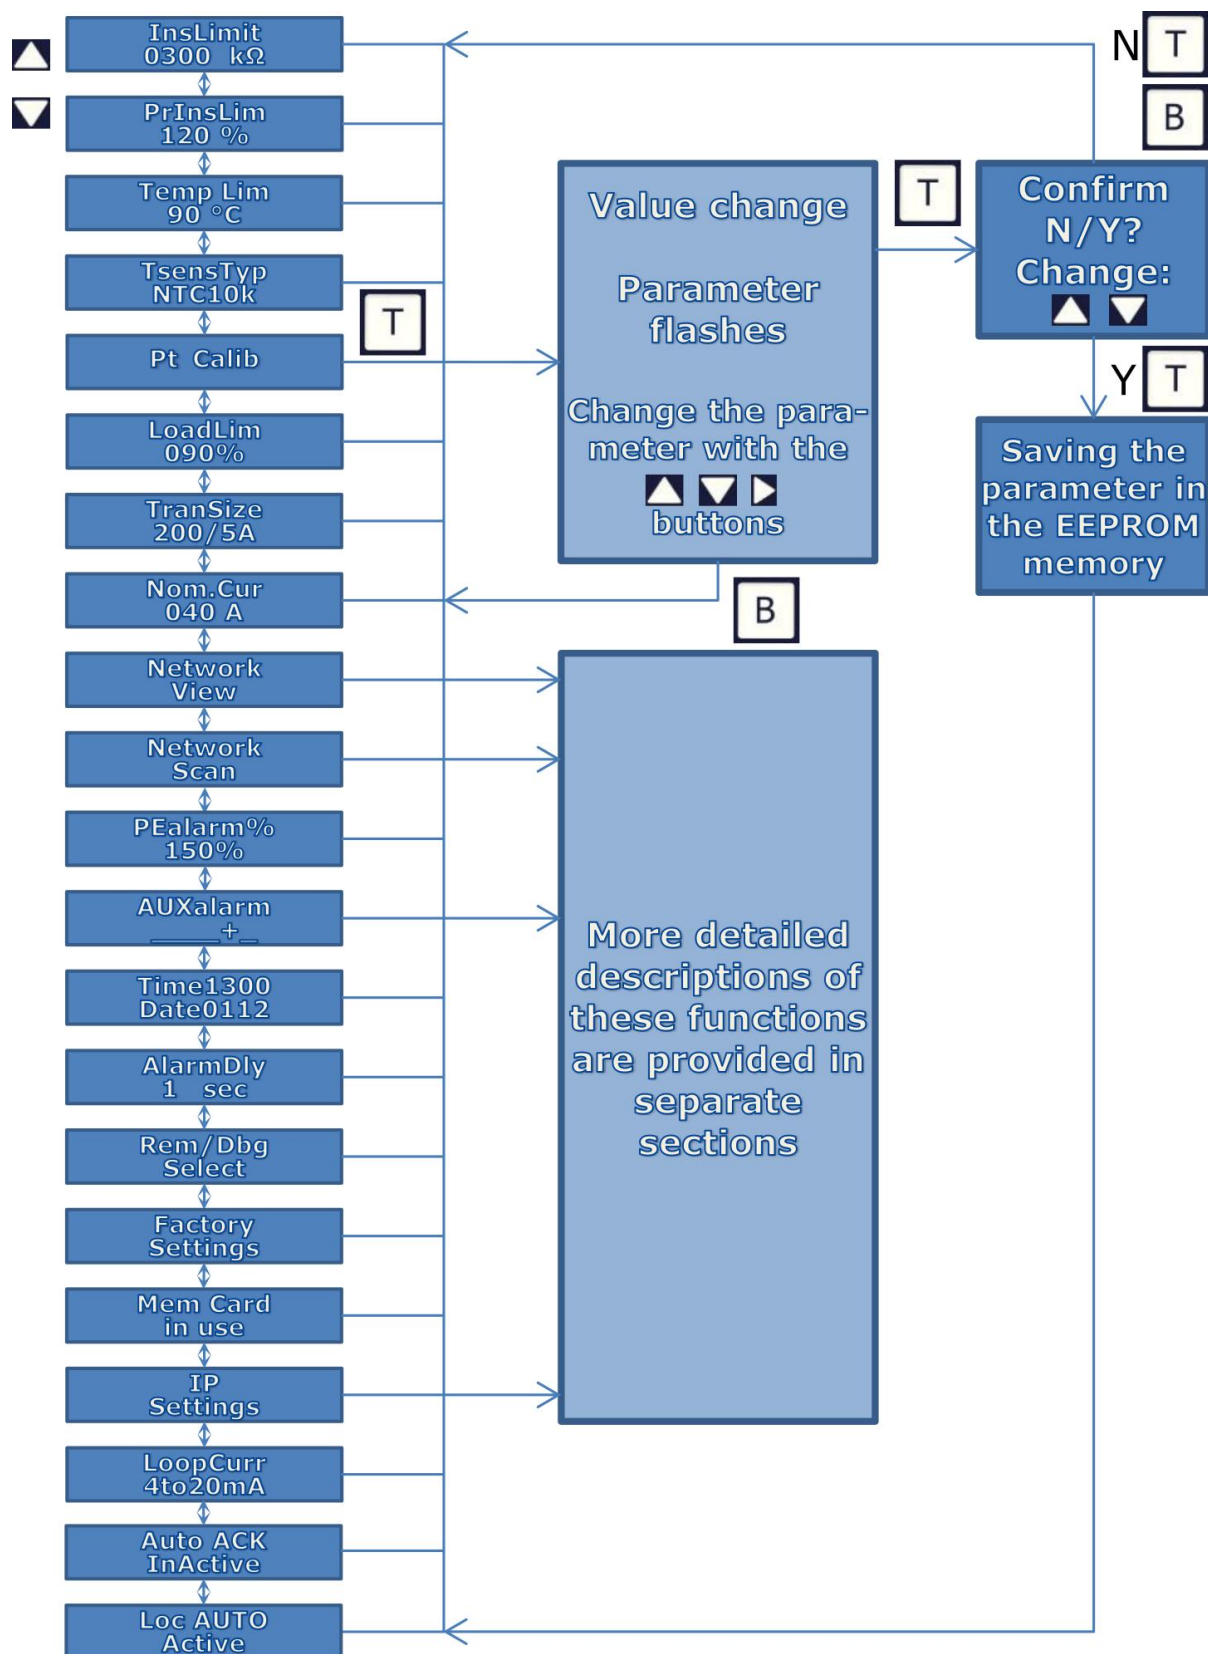 InsLimit
0300 kΩ
PrInsLim
120 %
Temp Lim
90 °C
TsensTyp
NTC10k
Pt Calib
LoadLim
090%
TranSize
200/5A
Nom.Cur
040 A
Network
View
Network
Scan
PEalarm%
150%
AUXalarm
____+_
Time1300
Date0112
AlarmDly
1 sec
Rem/Dbg
Select
Factory
Settings
Mem Card
in use
IP
Settings
LoopCurr
4to20mA
Auto ACK
InActive
Loc AUTO
Active
T
Value change
Parameter
flashes
Change the para-
meter with the
buttons
B
More detailed
descriptions of
these functions
are provided in
separate
sections
T
N T
B
Confirm
N/Y?
Change:
Y T
Saving the
parameter in
the EEPROM
memory